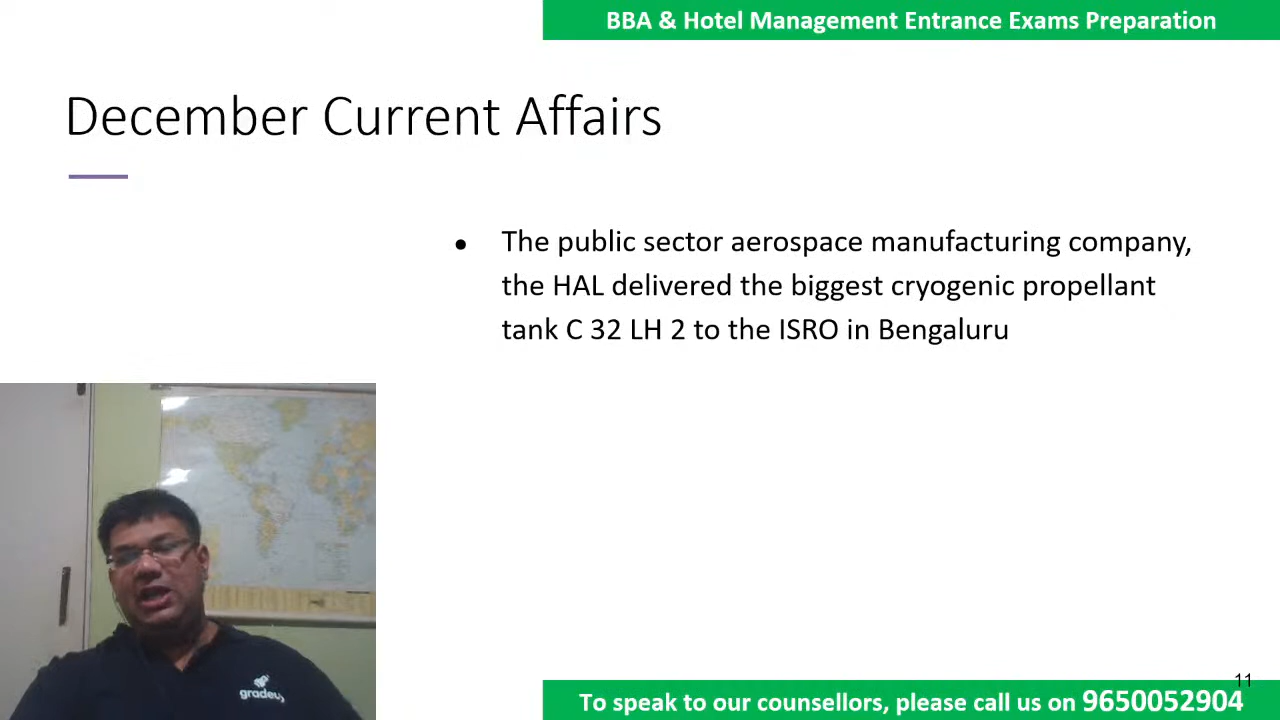 BBA & Hotel Management Entrance Exams Preparation
December Current Affairs
● The public sector aerospace manufacturing company,
the HAL delivered the biggest cryogenic propellant
tank C 32 LH 2 to the ISRO in Bengaluru
gradeup
11
To speak to our counsellors, please call us on 9650052904